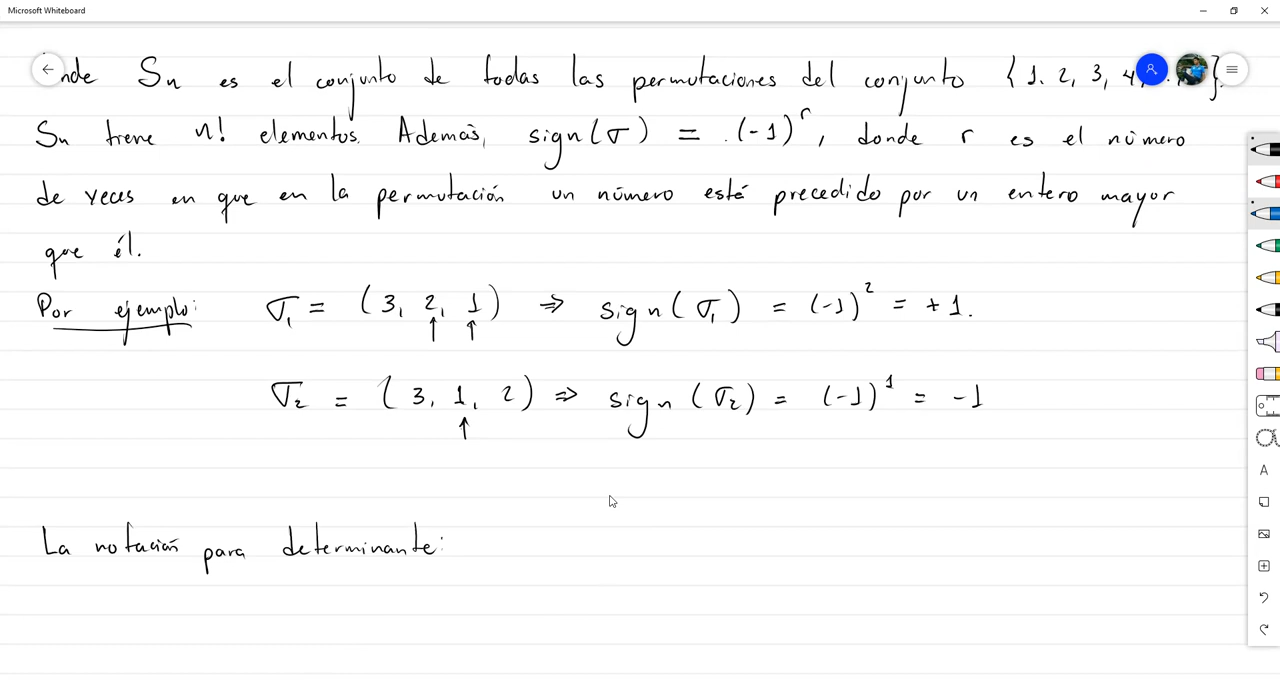 Microsoft Whiteboard
Sn es el conjunto de todas las permutaciones del conjunto {1. 2, 3, 4, }.
Sn tiene n! elementos. Además, sign(σ) = (-1)^r, donde r es el número
de veces en que en la permutación un número está precedido por un entero mayor
que él.
Por ejemplo: σ₁ = (3, 2, 1) ⇒ sign(σ₁) = (-1)² = +1.
σ₂ = (3, 1, 2) ⇒ sign(σ₂) = (-1)¹ = -1
La notación para determinante:
A